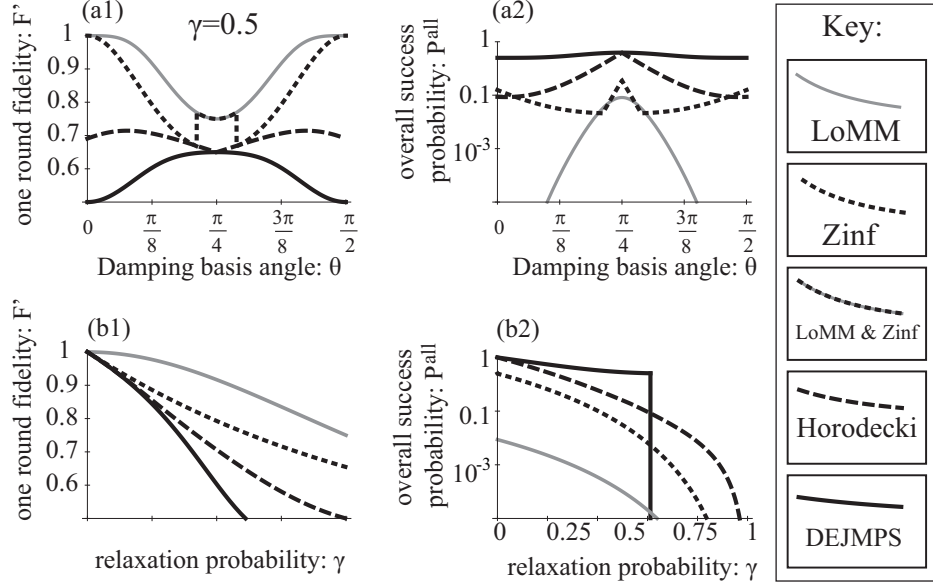 (a1)
γ=0.5
one round fidelity: F’
1
0.9
0.8
0.7
0.6
0
π/8
π/4
3π/8
π/2
Damping basis angle: θ
(a2)
overall success
probability: Pall
1
0.1
10-3
0
π/8
π/4
3π/8
π/2
Damping basis angle: θ
(b1)
one round fidelity: F’
1
0.9
0.8
0.7
0.6
relaxation probability: γ
(b2)
overall success
probability: Pall
1
0.1
10-3
0
0.25
0.5
0.75
1
relaxation probability: γ
Key:
LoMM
Zinf
LoMM & Zinf
Horodecki
DEJMPS